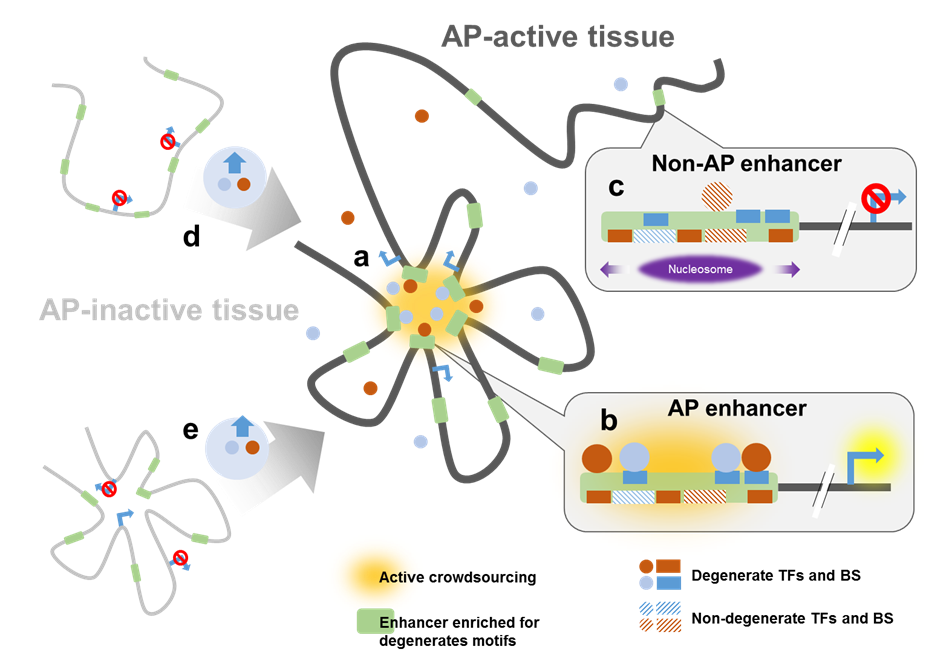 AP-active tissue
Non-AP enhancer
c
Nucleosome
d
a
AP-inactive tissue
AP enhancer
b
e
Active crowdsourcing
Enhancer enriched for
degenerates motifs
Degenerate TFs and BS
Non-degenerate TFs and BS